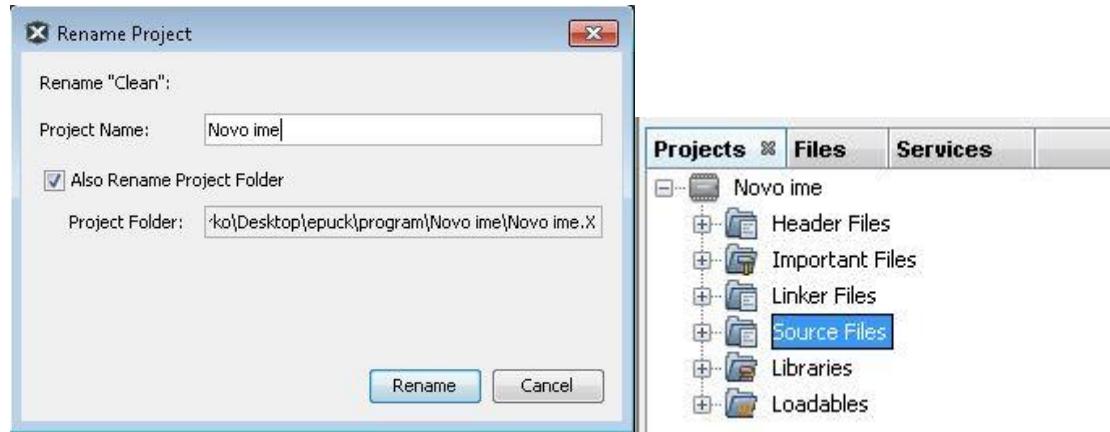 Rename Project
Rename "Clean":
Project Name: Novo ime
Also Rename Project Folder
Project Folder: rko\Desktop\epuck\program\Novo ime\Novo ime.X
Rename Cancel
Projects Files Services
Novo ime
Header Files
Important Files
Linker Files
Source Files
Libraries
Loadables